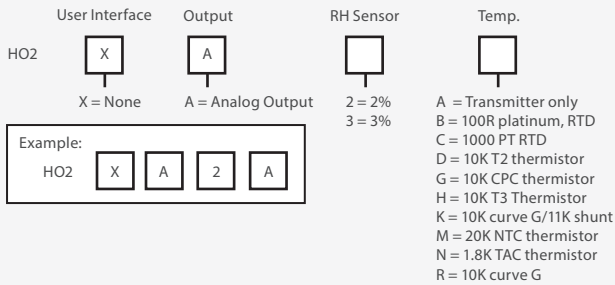 User Interface Output RH Sensor Temp.
HO2 X A
X = None A = Analog Output 2 = 2% A = Transmitter only
3 = 3% B = 100R platinum, RTD
C = 1000 PT RTD
Example: D = 10K T2 thermistor
G = 10K CPC thermistor
HO2 X A 2 A H = 10K T3 Thermistor
K = 10K curve G/11K shunt
M = 20K NTC thermistor
N = 1.8K TAC thermistor
R = 10K curve G